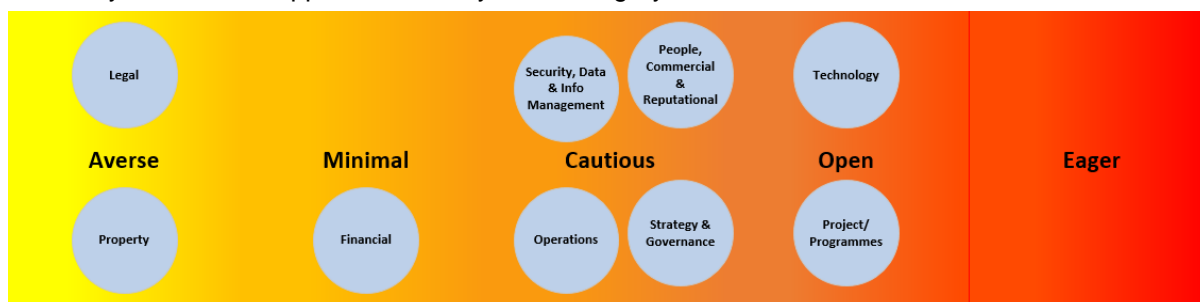 Legal
Security, Data
& Info
Management
People,
Commercial
&
Reputational
Technology
Averse
Minimal
Cautious
Open
Eager
Property
Financial
Operations
Strategy &
Governance
Project/
Programmes